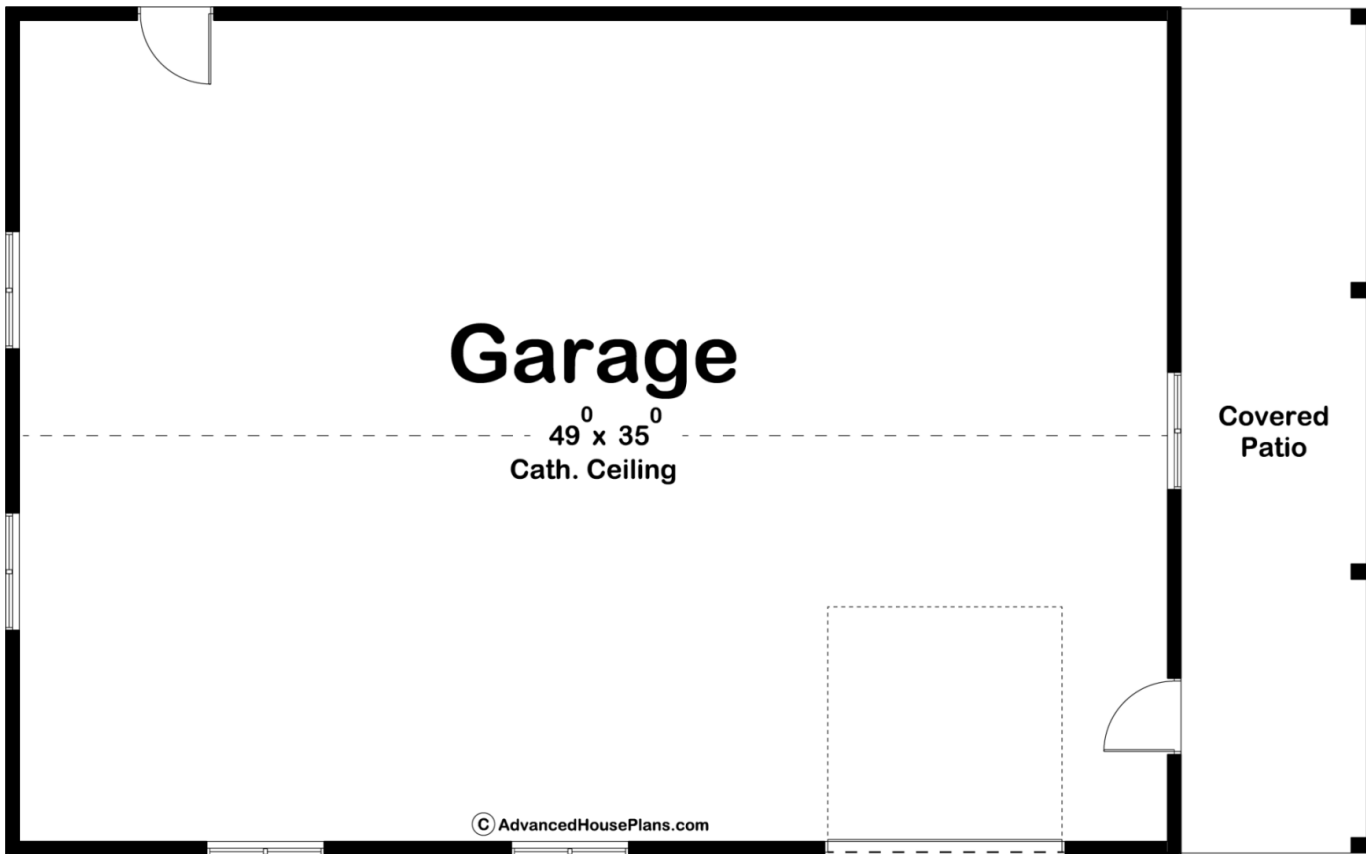 Garage
49⁰ x 35⁰
Cath. Ceiling
Covered
Patio
© AdvancedHousePlans.com